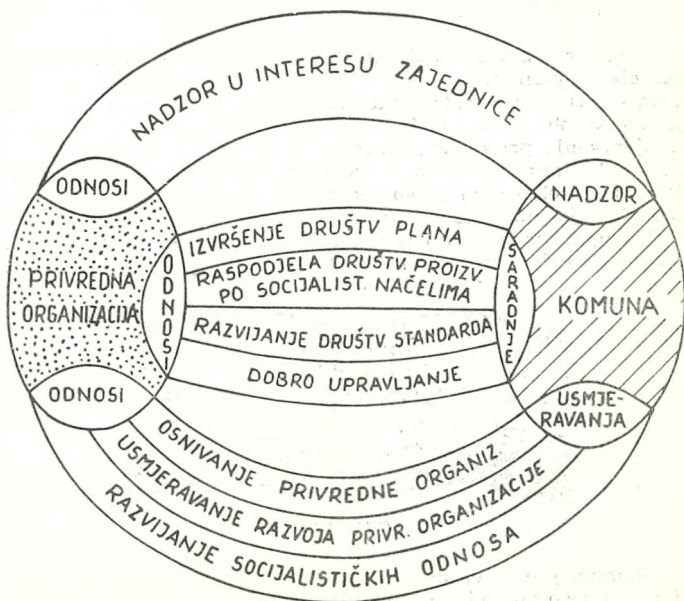 NADZOR U INTERESU ZAJEDNICE
ODNOSI
NADZOR
PRIVREDNA
ORGANIZACIJA
ODNOSI
IZVRŠENJE DRUŠTV PLANA
RASPODJELA DRUŠTV. PROIZV.
PO SOCIJALIST. NAČELIMA
RAZVIJANJE DRUŠTV STANDARDA
DOBRO UPRAVLJANJE
SARADNJE
KOMUNA
ODNOSI
USMJE-
RAVANJA
OSNIVANJE PRIVREDNE ORGANIZ.
USMJERAVANJE RAZVOJA PRIVR. ORGANIZACIJE
RAZVIJANJE SOCIJALISTIČKIH ODNOSA